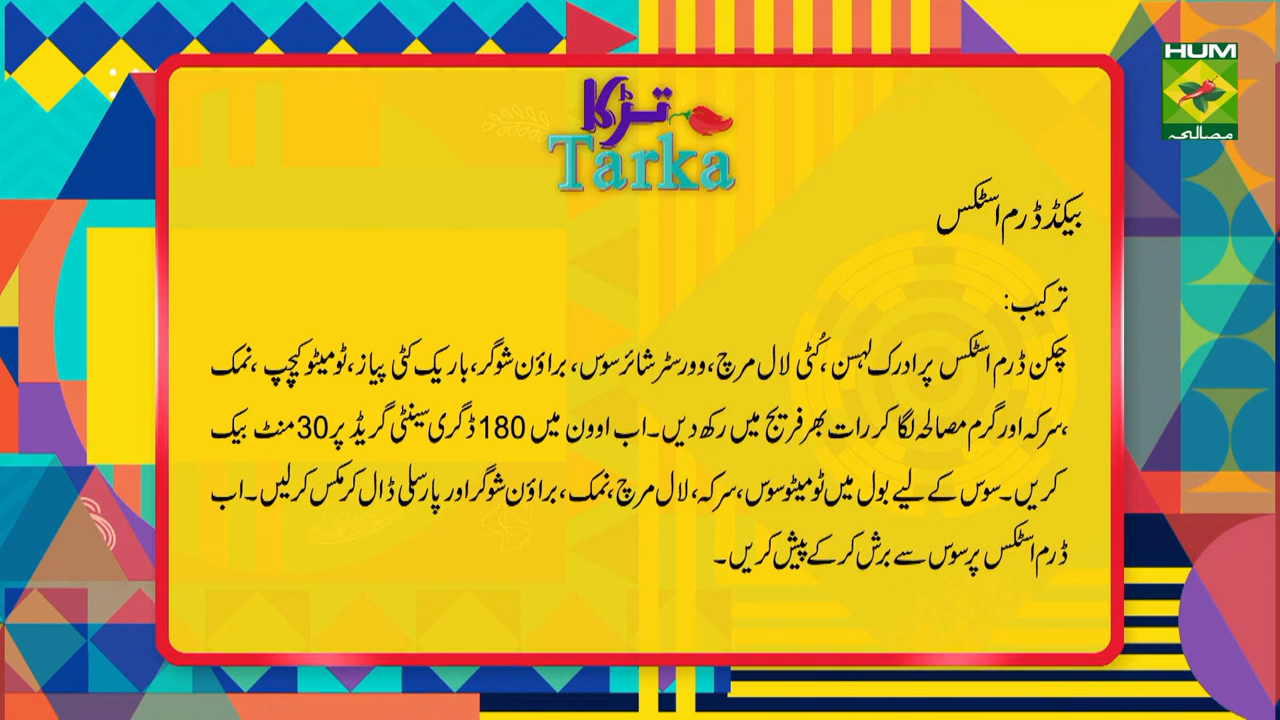 HUM
مصالحہ
تڑکا
Tarka
بیکڈ ڈرم اسٹکس
ترکیب:
چکن ڈرم اسٹکس پر ادرک لہسن، کُٹی لال مرچ، وورسٹرشائر سوس، براؤن شوگر، باریک کٹی پیاز، ٹومیٹو کیچپ، نمک
،سرکہ اور گرم مصالحہ لگا کر رات بھر فریج میں رکھ دیں۔ اب اوون میں 180 ڈگری سینٹی گریڈ پر 30 منٹ بیک
کریں۔ سوس کے لیے بول میں ٹومیٹو سوس، سرکہ، لال مرچ، نمک، براؤن شوگر اور پارسلی ڈال کر مکس کرلیں۔ اب
ڈرم اسٹکس پر سوس سے برش کر کے پیش کریں۔